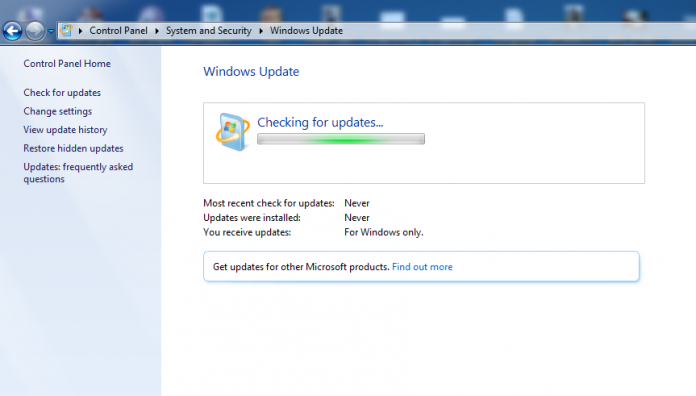 Control Panel ▸ System and Security ▸ Windows Update
Control Panel Home
Check for updates
Change settings
View update history
Restore hidden updates
Updates: frequently asked
questions
Windows Update
Checking for updates...
Most recent check for updates: Never
Updates were installed: Never
You receive updates: For Windows only.
Get updates for other Microsoft products. Find out more